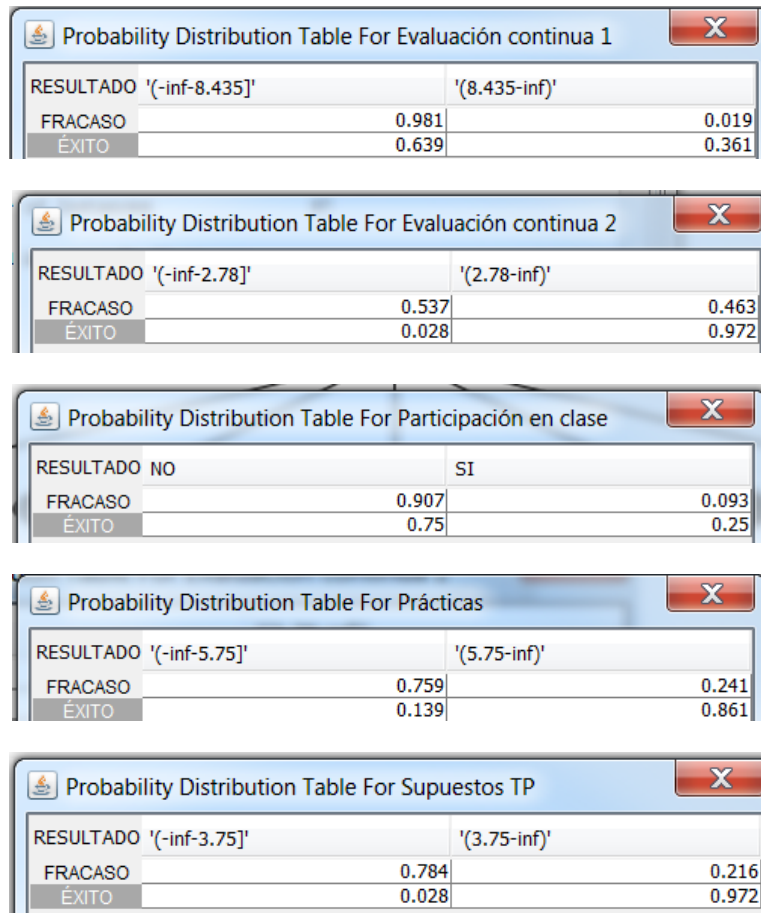 Probability Distribution Table For Evaluación continua 1
RESULTADO '(-inf-8.435]' '(8.435-inf)'
FRACASO 0.981 0.019
ÉXITO 0.639 0.361
Probability Distribution Table For Evaluación continua 2
RESULTADO '(-inf-2.78]' '(2.78-inf)'
FRACASO 0.537 0.463
ÉXITO 0.028 0.972
Probability Distribution Table For Participación en clase
RESULTADO NO SI
FRACASO 0.907 0.093
ÉXITO 0.75 0.25
Probability Distribution Table For Prácticas
RESULTADO '(-inf-5.75]' '(5.75-inf)'
FRACASO 0.759 0.241
ÉXITO 0.139 0.861
Probability Distribution Table For Supuestos TP
RESULTADO '(-inf-3.75]' '(3.75-inf)'
FRACASO 0.784 0.216
ÉXITO 0.028 0.972